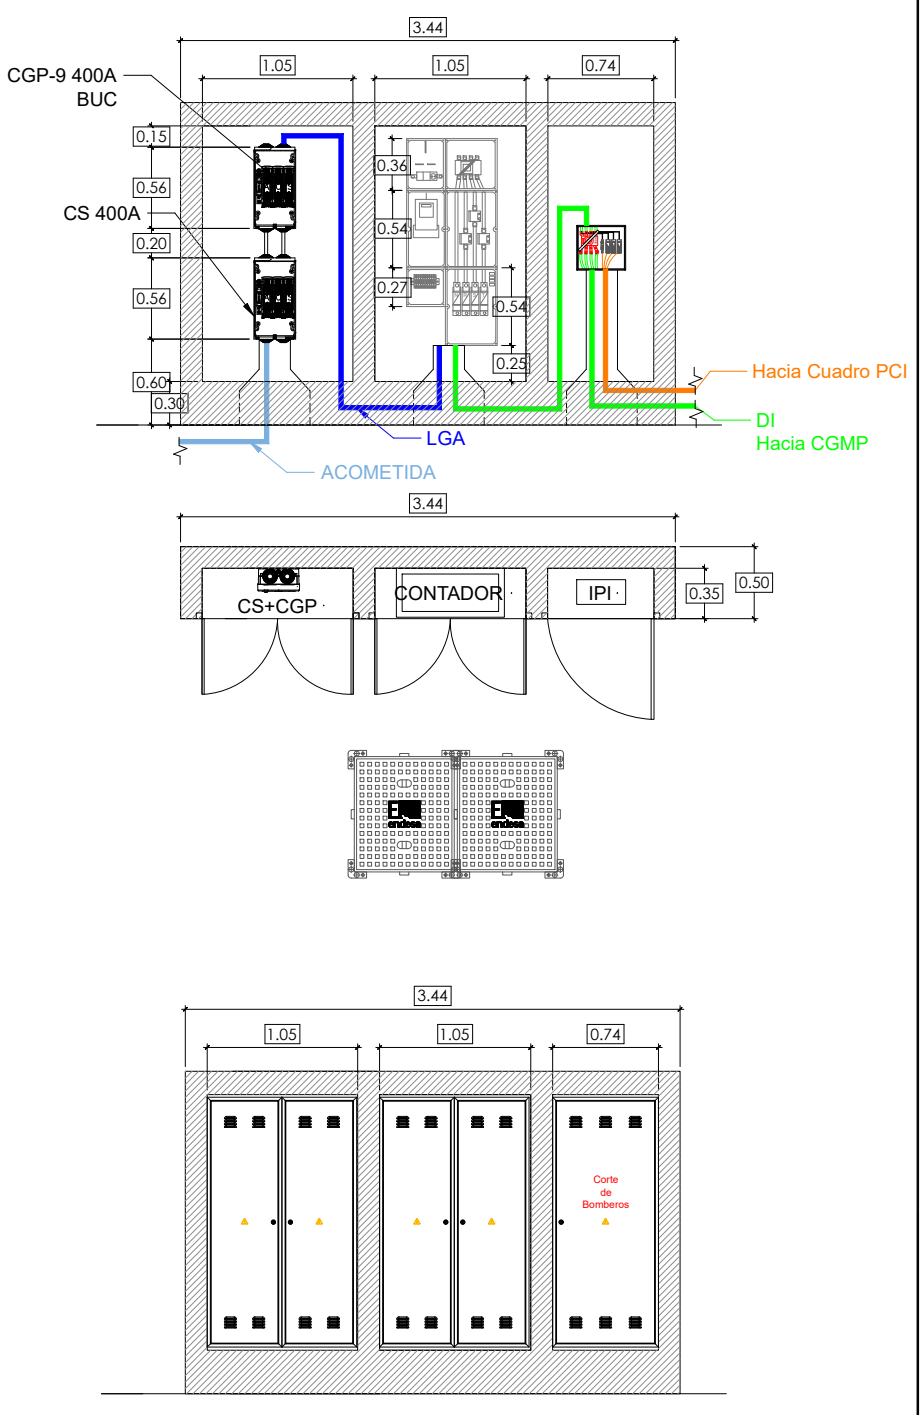 3.44
1.05
1.05
0.74
CGP-9 400A
BUC
0.15
0.36
0.56
CS 400A
0.54
0.20
0.27
0.56
0.54
0.25
0.60
0.30
Hacia Cuadro PCI
DI
Hacia CGMP
LGA
ACOMETIDA
3.44
0.50
0.35
CS+CGP
CONTADOR
IPI
endesa
endesa
3.44
1.05
1.05
0.74
Corte
de
Bomberos